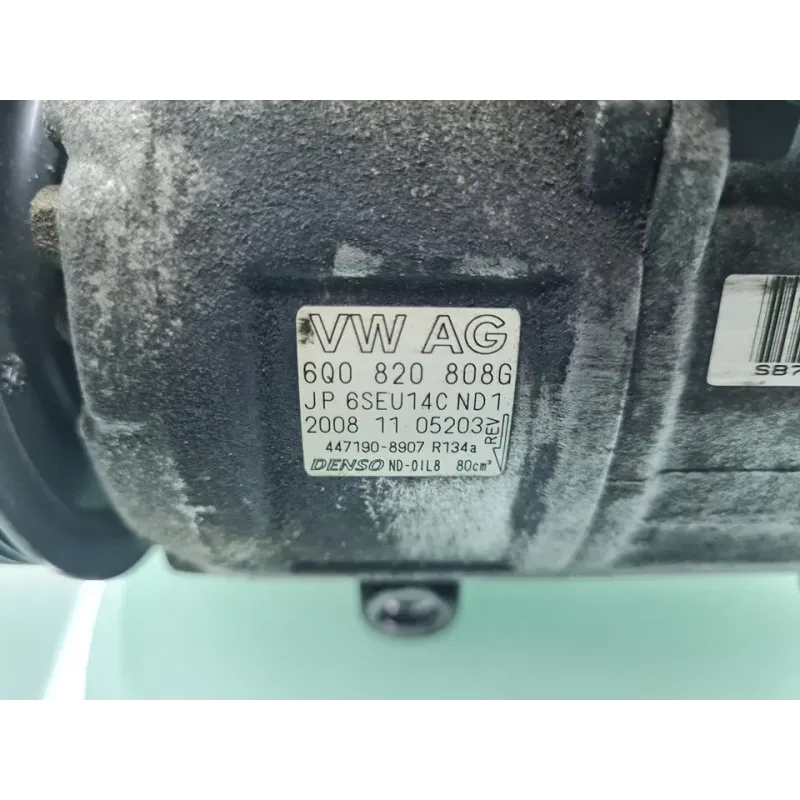 VW AG
6Q0 820 808G
JP 6SEU14C ND1
2008 11 05203
REV
447190-8907 R134a
DENSO ND-OIL8 80cm³
SB7